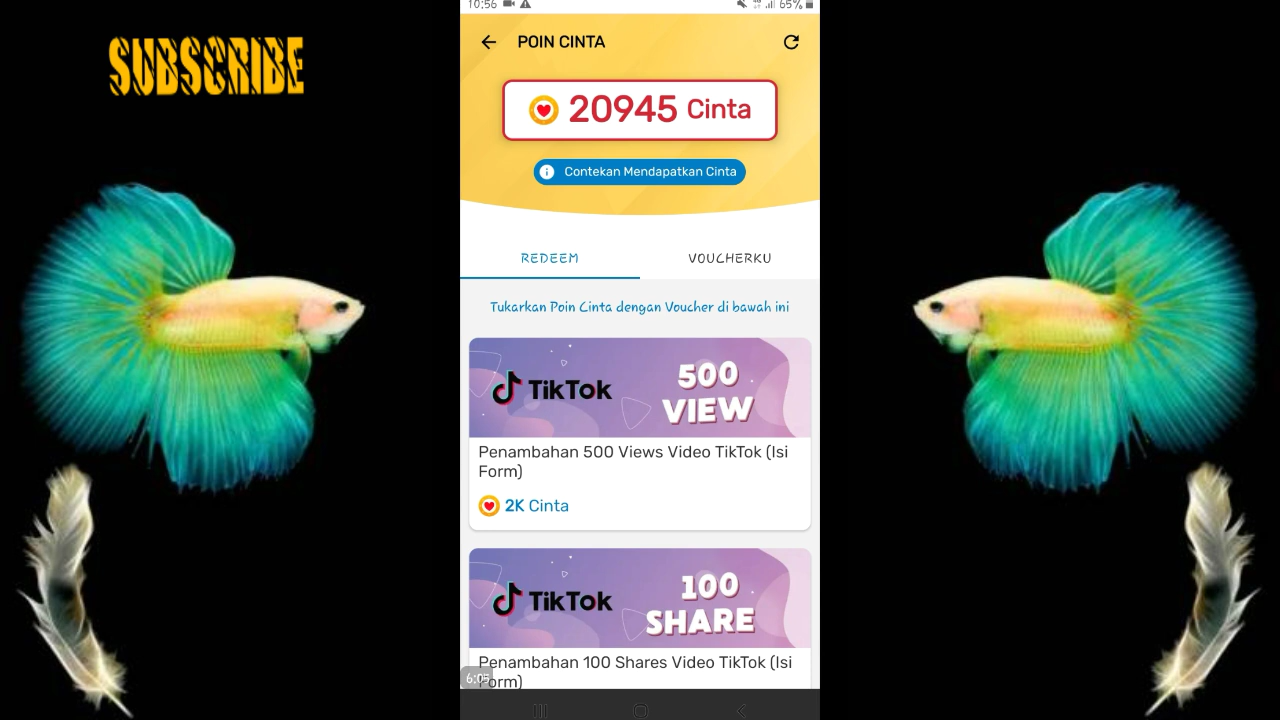 SUBSCRIBE
10:56
65%
POIN CINTA
20945 Cinta
Contekan Mendapatkan Cinta
REDEEM
VOUCHERKU
Tukarkan Poin Cinta dengan Voucher di bawah ini
TikTok
500
VIEW
Penambahan 500 Views Video TikTok (Isi
Form)
2K Cinta
TikTok
100
SHARE
Penambahan 100 Shares Video TikTok (Isi
Form)
6:05